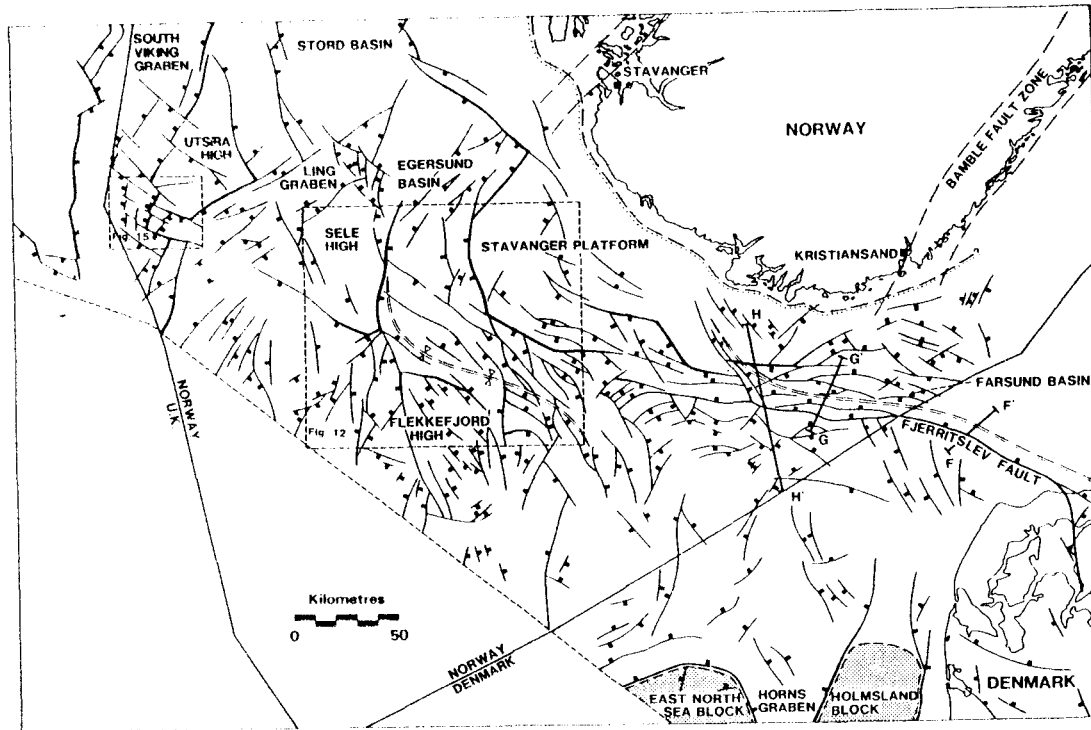 SOUTH
VIKING
GRABEN
STORD BASIN
STAVANGER
NORWAY
BAMBLE FAULT ZONE
UTSIRA
HIGH
LING
GRABEN
EGERSUND
BASIN
Fig. 15
SELE
HIGH
STAVANGER PLATFORM
KRISTIANSAND
H
G'
FARSUND BASIN
F'
NORWAY
U.K
Fig. 12
FLEKKEFJORD
HIGH
G
FJERRITSLEV FAULT
F
H'
Kilometres
0 50
NORWAY
DENMARK
EAST NORTH
SEA BLOCK
HORNS
GRABEN
HOLMSLAND
BLOCK
DENMARK